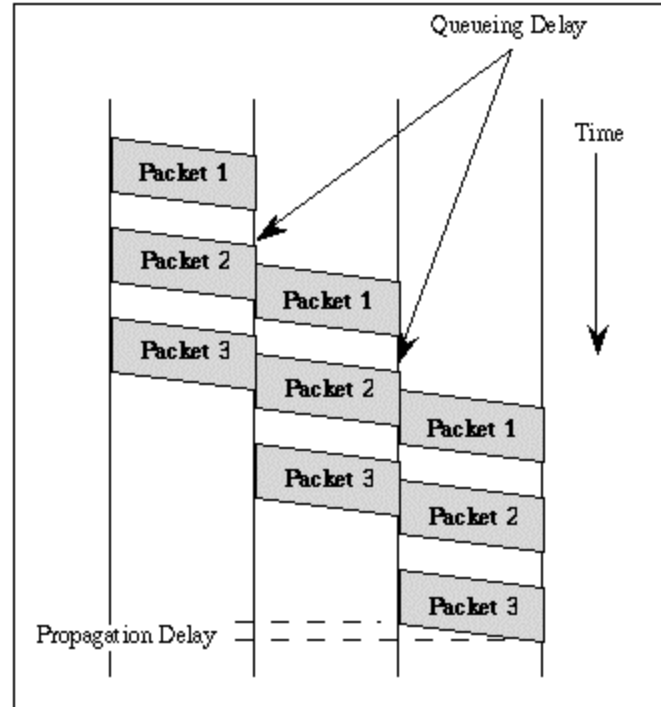 Queueing Delay
Time
Packet 1
Packet 2
Packet 1
Packet 3
Packet 2
Packet 1
Packet 3
Packet 2
Packet 3
Propagation Delay